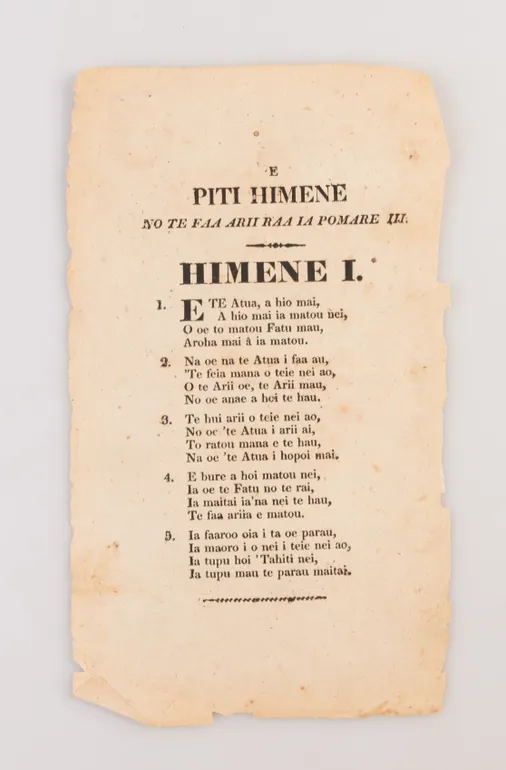 E
PITI HIMENE
NO TE FAA ARII RAA IA POMARE III.
HIMENE I.
1. E TE Atua, a hio mai,
A hio mai ia matou nei,
O oe to matou Fatu mau,
Aroha mai â ia matou.
2. Na oe na te Atua i faa au,
'Te feia mana o teie nei ao,
O te Arii oe, te Arii mau,
No oe anae a hoi te hau.
3. Te hui arii o teie nei ao,
No oe 'te Atua i arii ai,
To ratou mana e te hau,
Na oe 'te Atua i hopoi mai.
4. E bure a hoi matou nei,
Ia oe te Fatu no te rai,
Ia maitai ia'na nei te hau,
Te faa ariia e matou.
5. Ia faaroo oia i ta oe parau,
Ia maoro i o nei i teie nei ao,
Ia tupu hoi 'Tahiti nei,
Ia tupu mau te parau maitai.